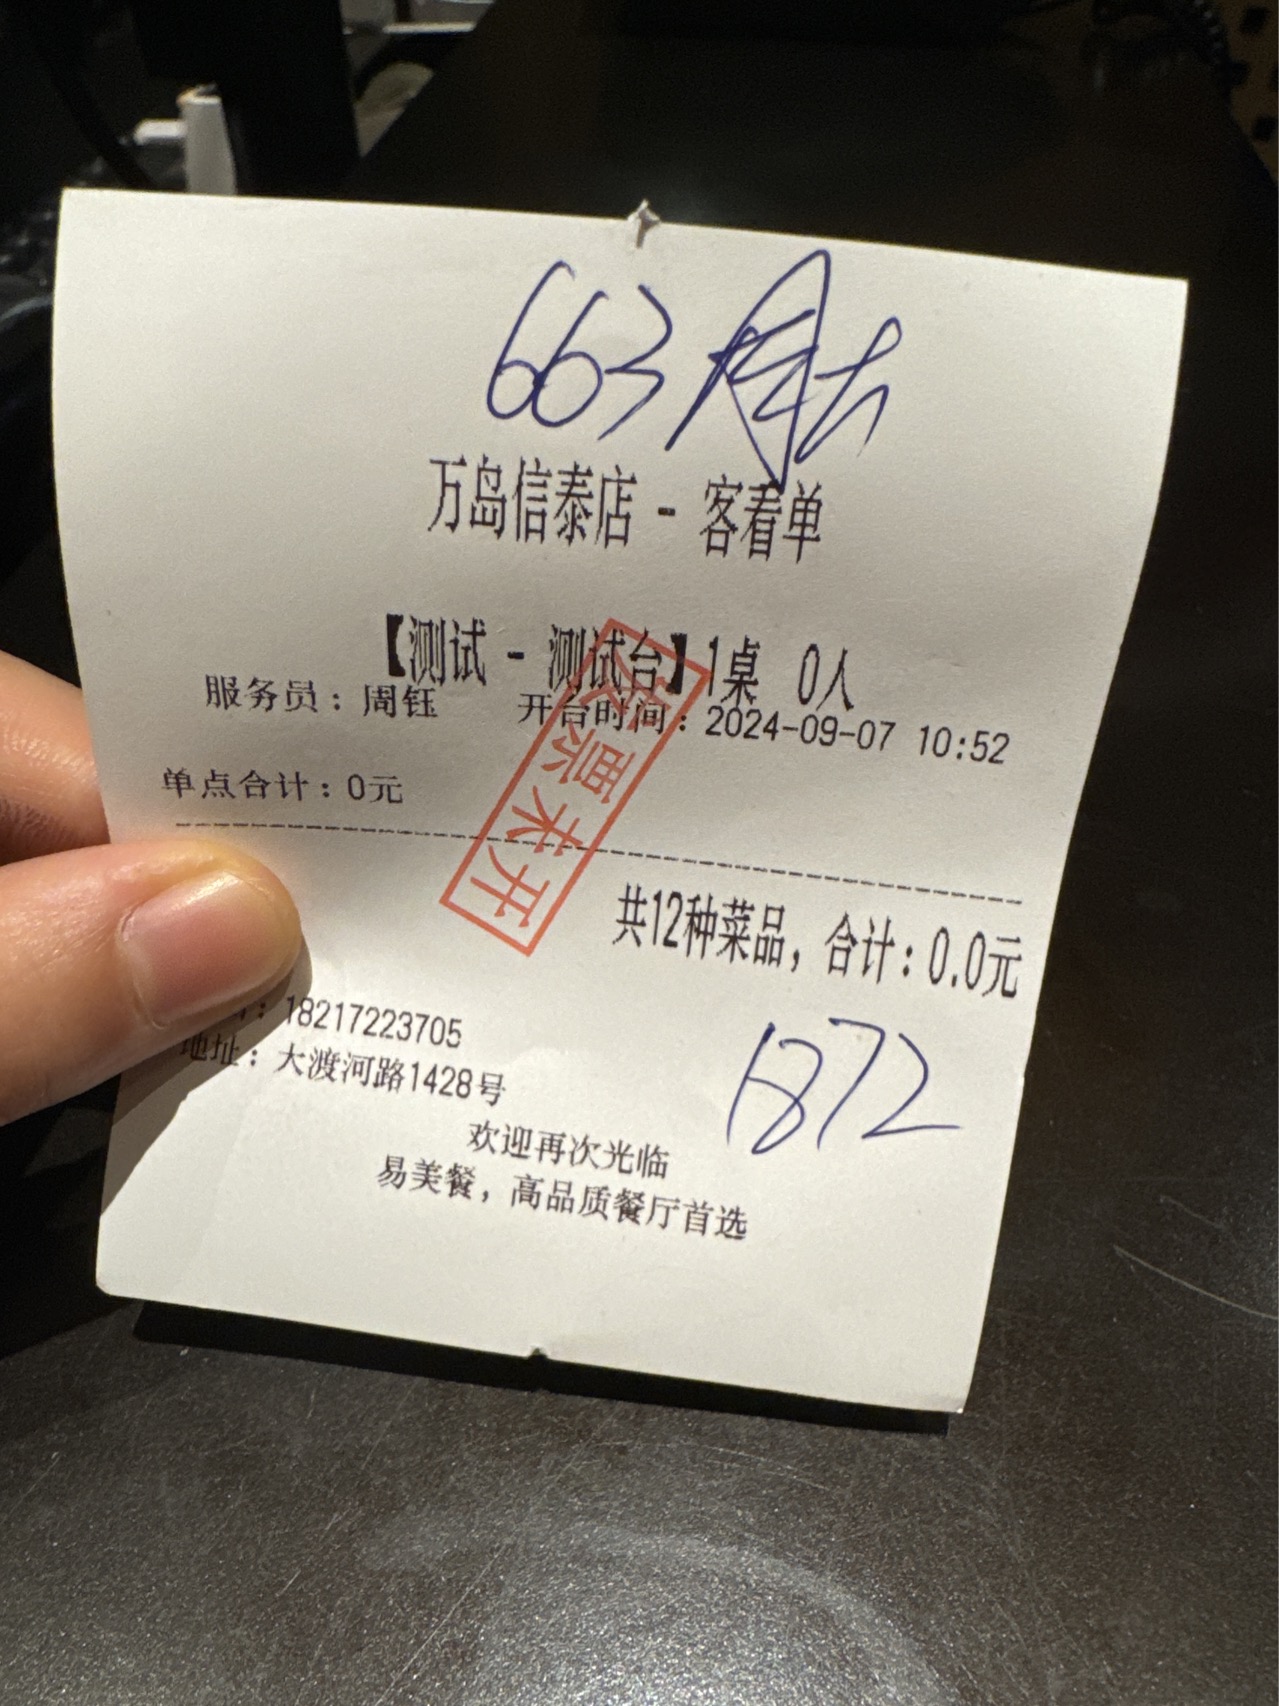 663
万岛信泰店 - 客看单
【测试 - 测试台】1桌 0人
服务员：周钰 开台时间：2024-09-07 10:52
单点合计：0元
发票未开
共12种菜品，合计：0.0元
：18217223705
地址：大渡河路1428号
1872
欢迎再次光临
易美餐，高品质餐厅首选